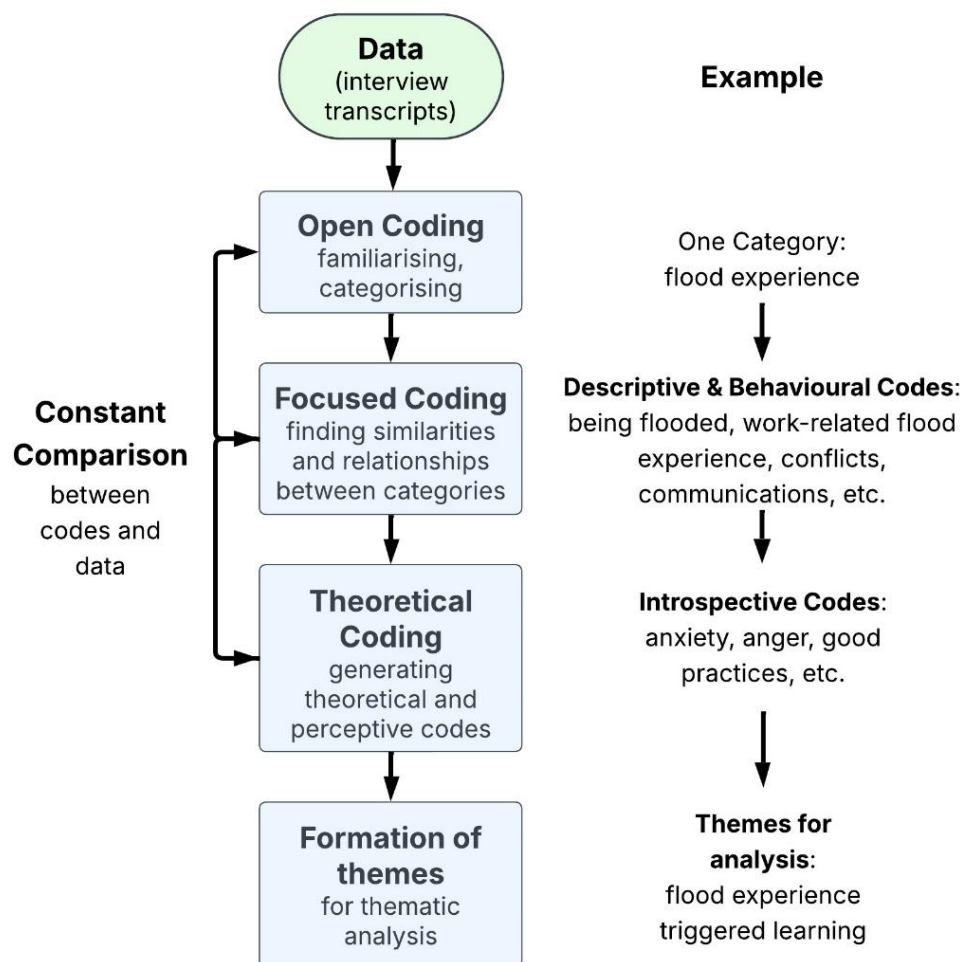 Data
(interview
transcripts)
Example
Open Coding
familiarising,
categorising
One Category:
flood experience
Constant
Comparison
between
codes and
data
Focused Coding
finding similarities
and relationships
between categories
Descriptive & Behavioural Codes:
being flooded, work-related flood
experience, conflicts,
communications, etc.
Theoretical
Coding
generating
theoretical and
perceptive codes
Introspective Codes:
anxiety, anger, good
practices, etc.
Formation of
themes
for thematic
analysis
Themes for
analysis:
flood experience
triggered learning